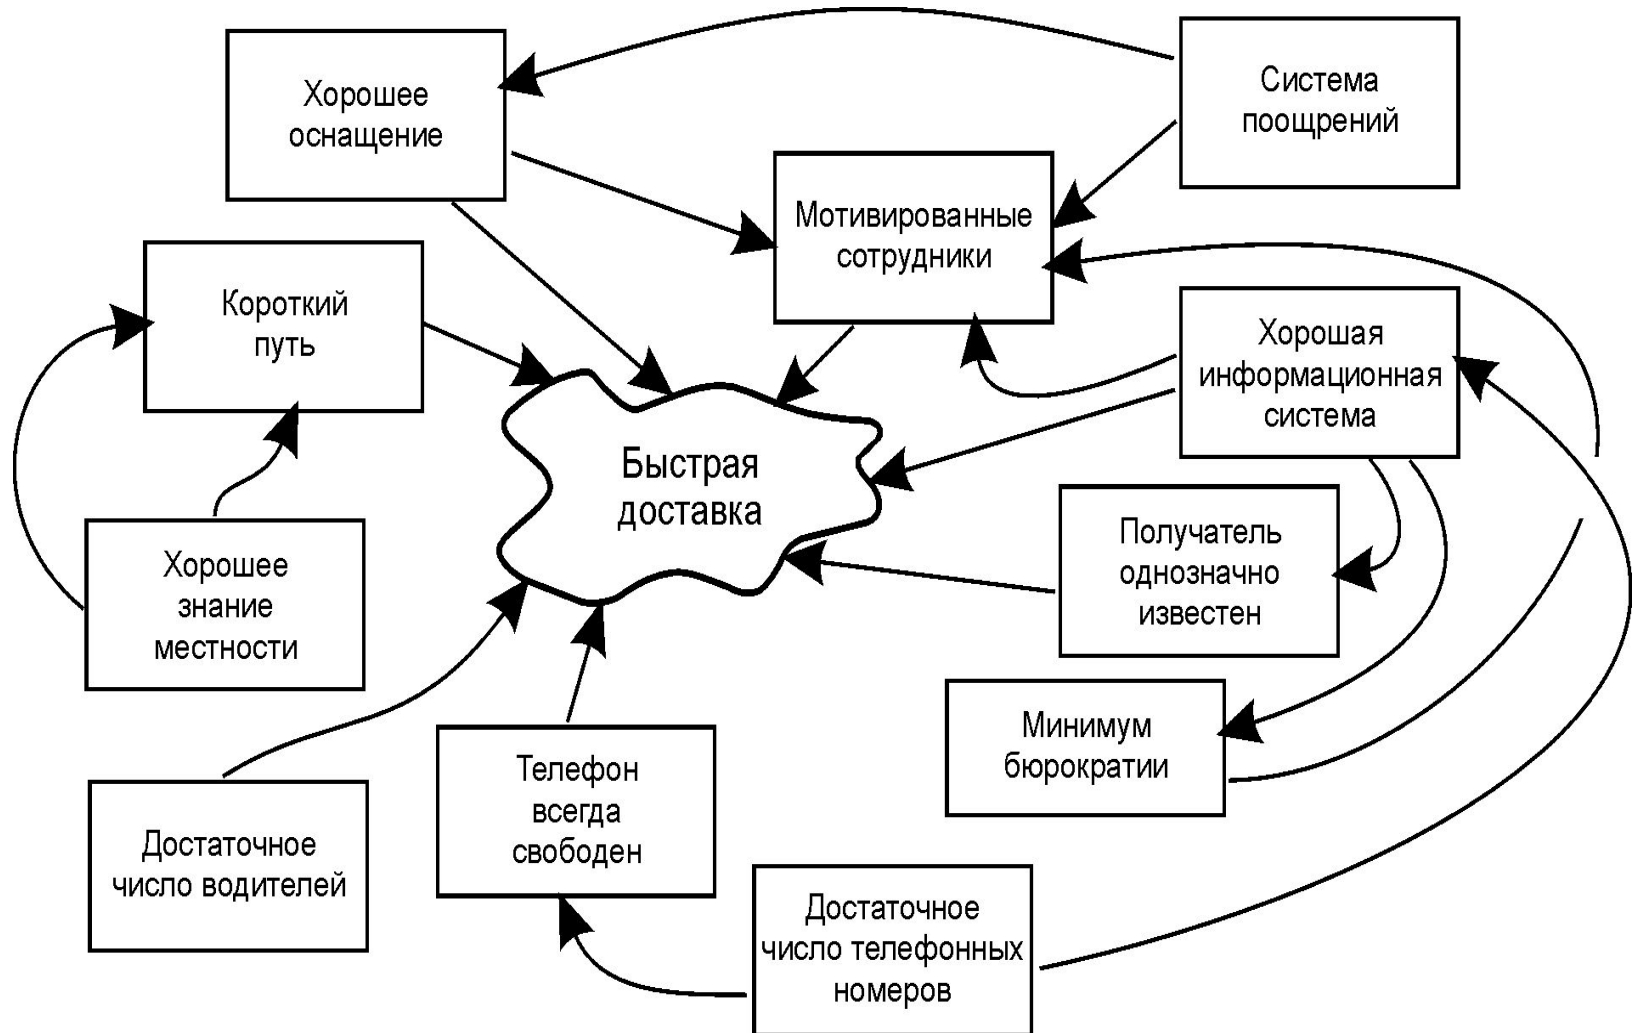 Хорошее
оснащение
Система
поощрений
Мотивированные
сотрудники
Короткий
путь
Хорошая
информационная
система
Быстрая
доставка
Получатель
однозначно
известен
Хорошее
знание
местности
Минимум
бюрократии
Телефон
всегда
свободен
Достаточное
число водителей
Достаточное
число телефонных
номеров